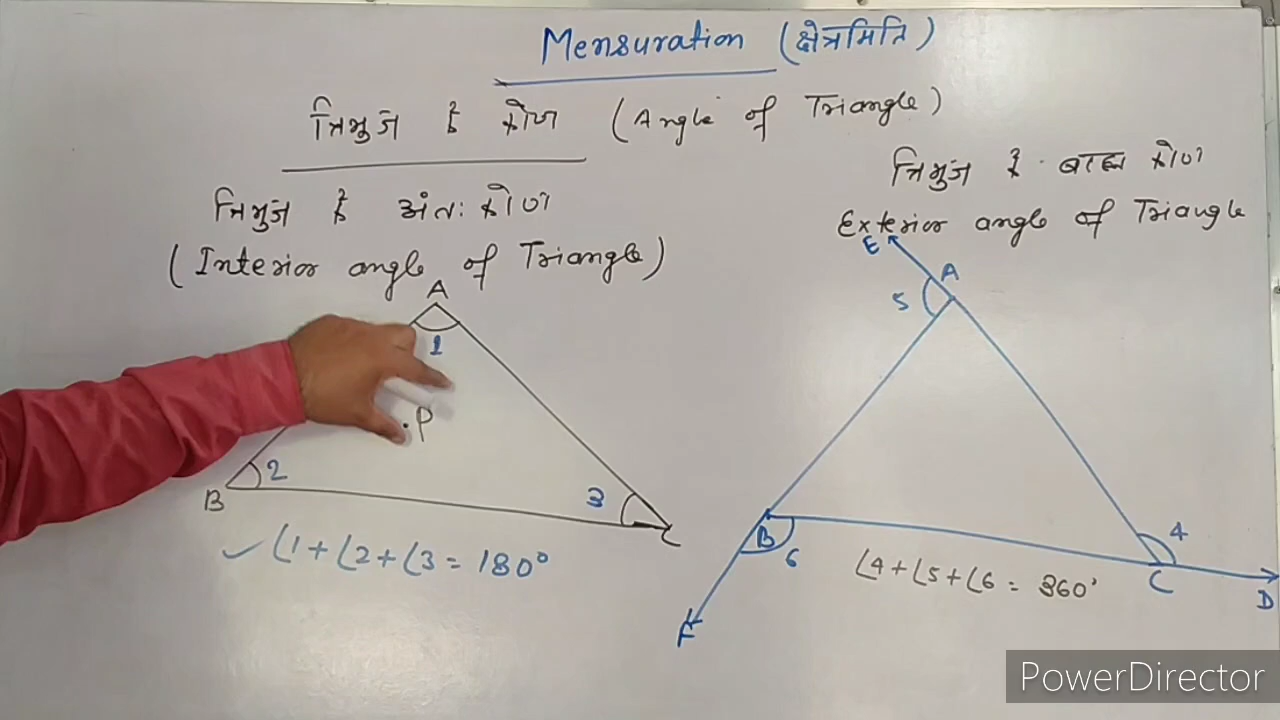 Mensuration (क्षेत्रमिति)
त्रिभुज के कोण (Angle of Triangle)
त्रिभुज के अंतः कोण
(Interior angle of Triangle)
A
1
P
B
2
3
C
∠1+∠2+∠3 = 180°
त्रिभुज के बाह्य कोण
Exterior angle of Triangle
E
A
5
B
6
4
C
D
F
∠4+∠5+∠6 = 360°
PowerDirector